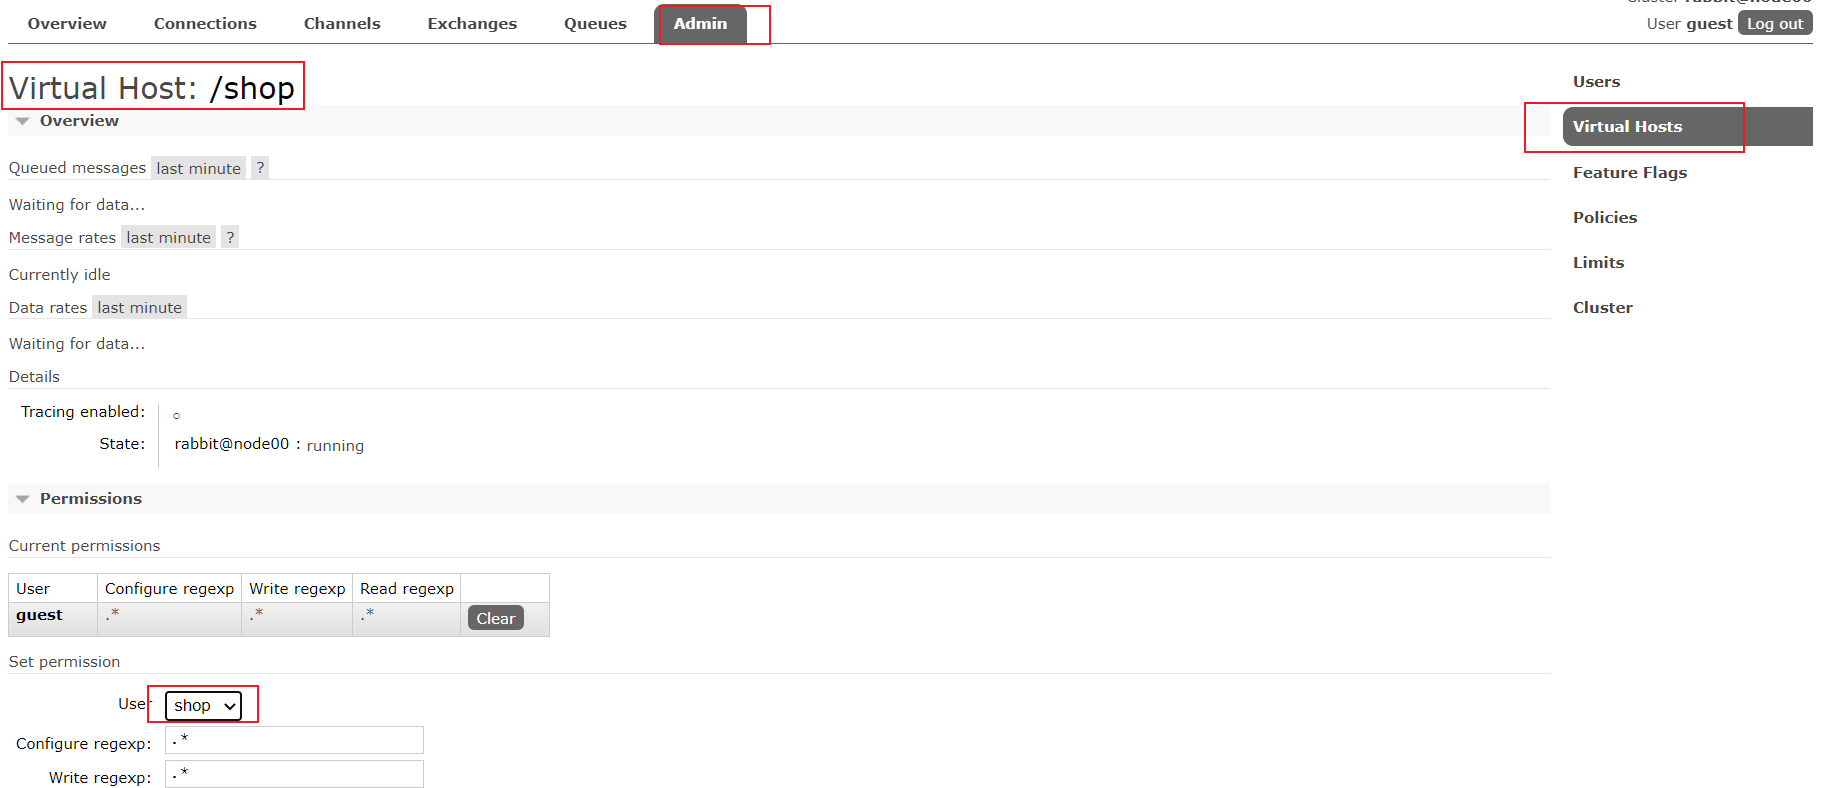 Cluster rabbit@node00
Overview Connections Channels Exchanges Queues Admin
User guest Log out
Virtual Host: /shop
Overview
Queued messages last minute ?
Waiting for data...
Message rates last minute ?
Currently idle
Data rates last minute
Waiting for data...
Details
Tracing enabled: ○
State: rabbit@node00 : running
Permissions
Current permissions
User Configure regexp Write regexp Read regexp
guest .* .* .* Clear
Set permission
User shop
Configure regexp: .*
Write regexp: .*
Users
Virtual Hosts
Feature Flags
Policies
Limits
Cluster